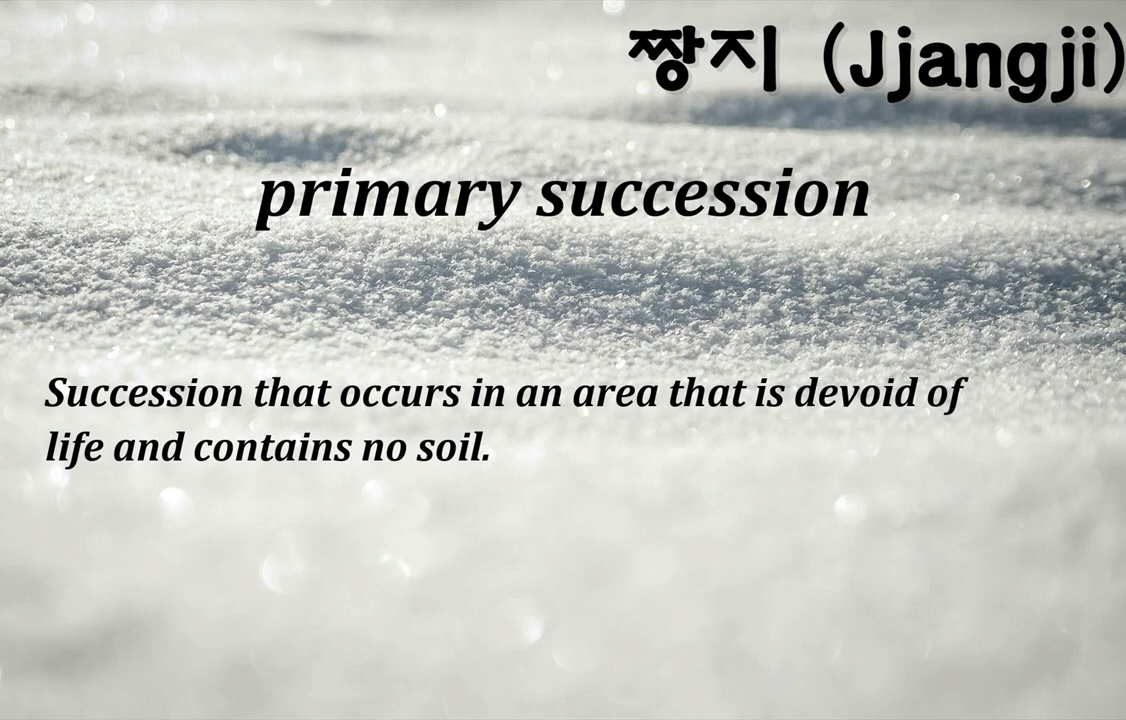 짱지 (Jjangji)
primary succession
Succession that occurs in an area that is devoid of
life and contains no soil.